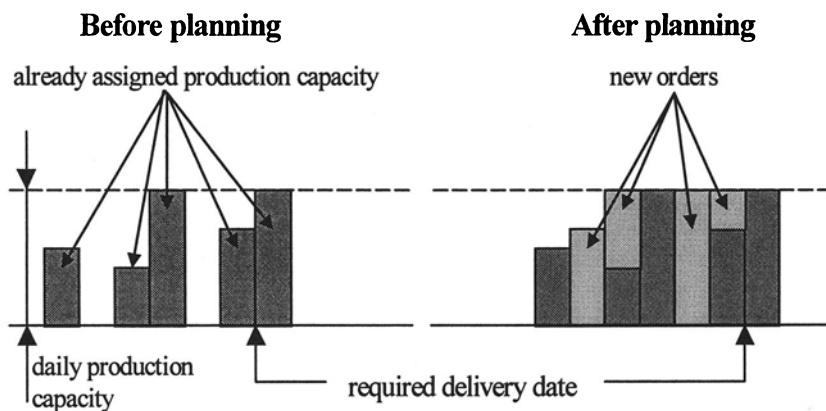 Before planning
After planning
already assigned production capacity
new orders
daily production
capacity
required delivery date